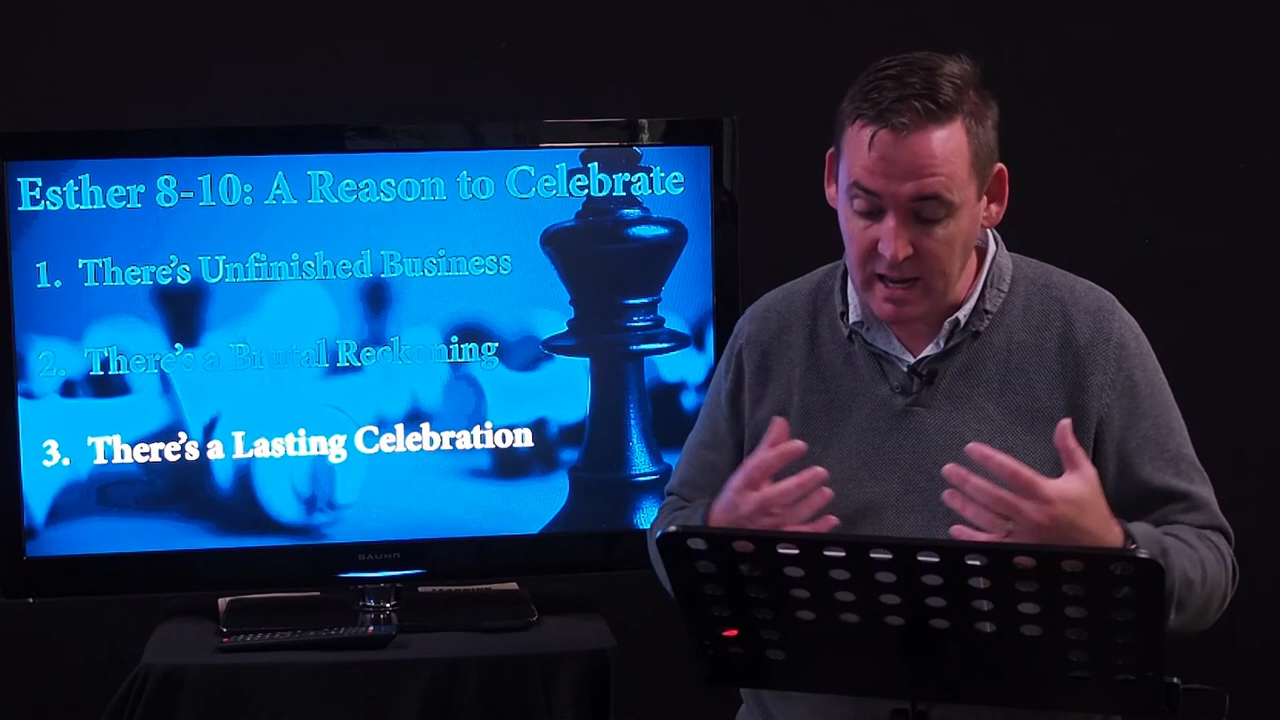 Esther 8-10: A Reason to Celebrate
1. There's Unfinished Business
2. There's a Brutal Reckoning
3. There's a Lasting Celebration
BAUHN